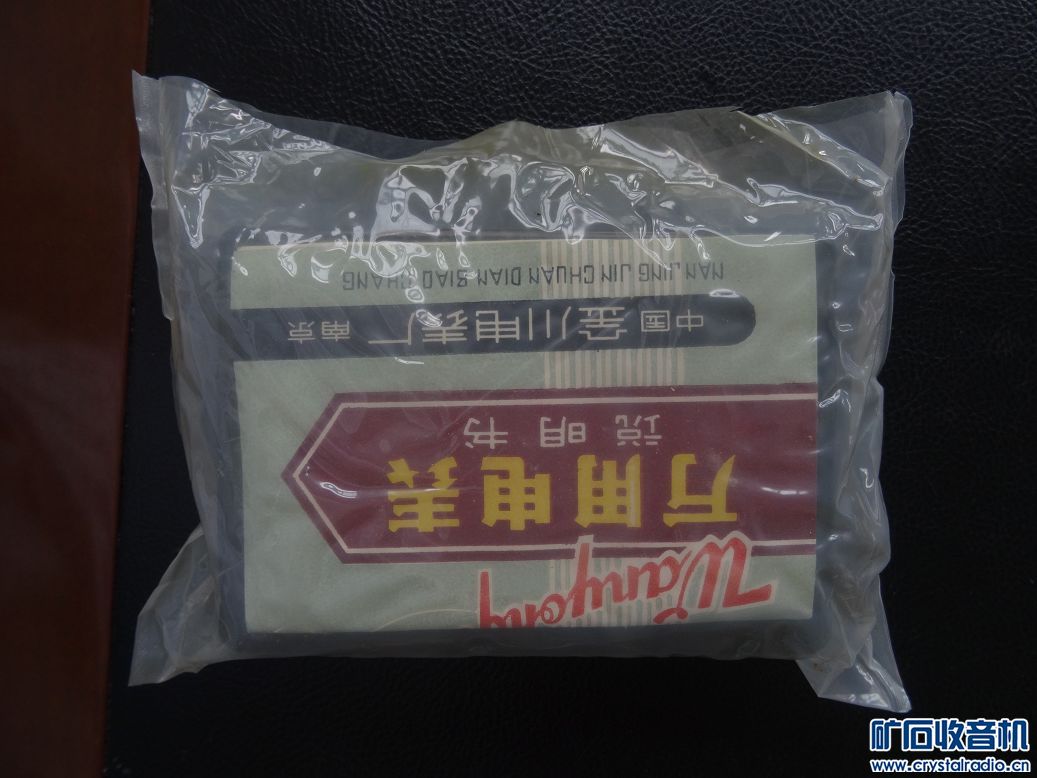 Wanyong
万用电表
说明书
中国金川电表厂 南京
NAN JING JIN CHUAN DIAN BIAO CHANG
矿石收音机
www.crystalradio.cn